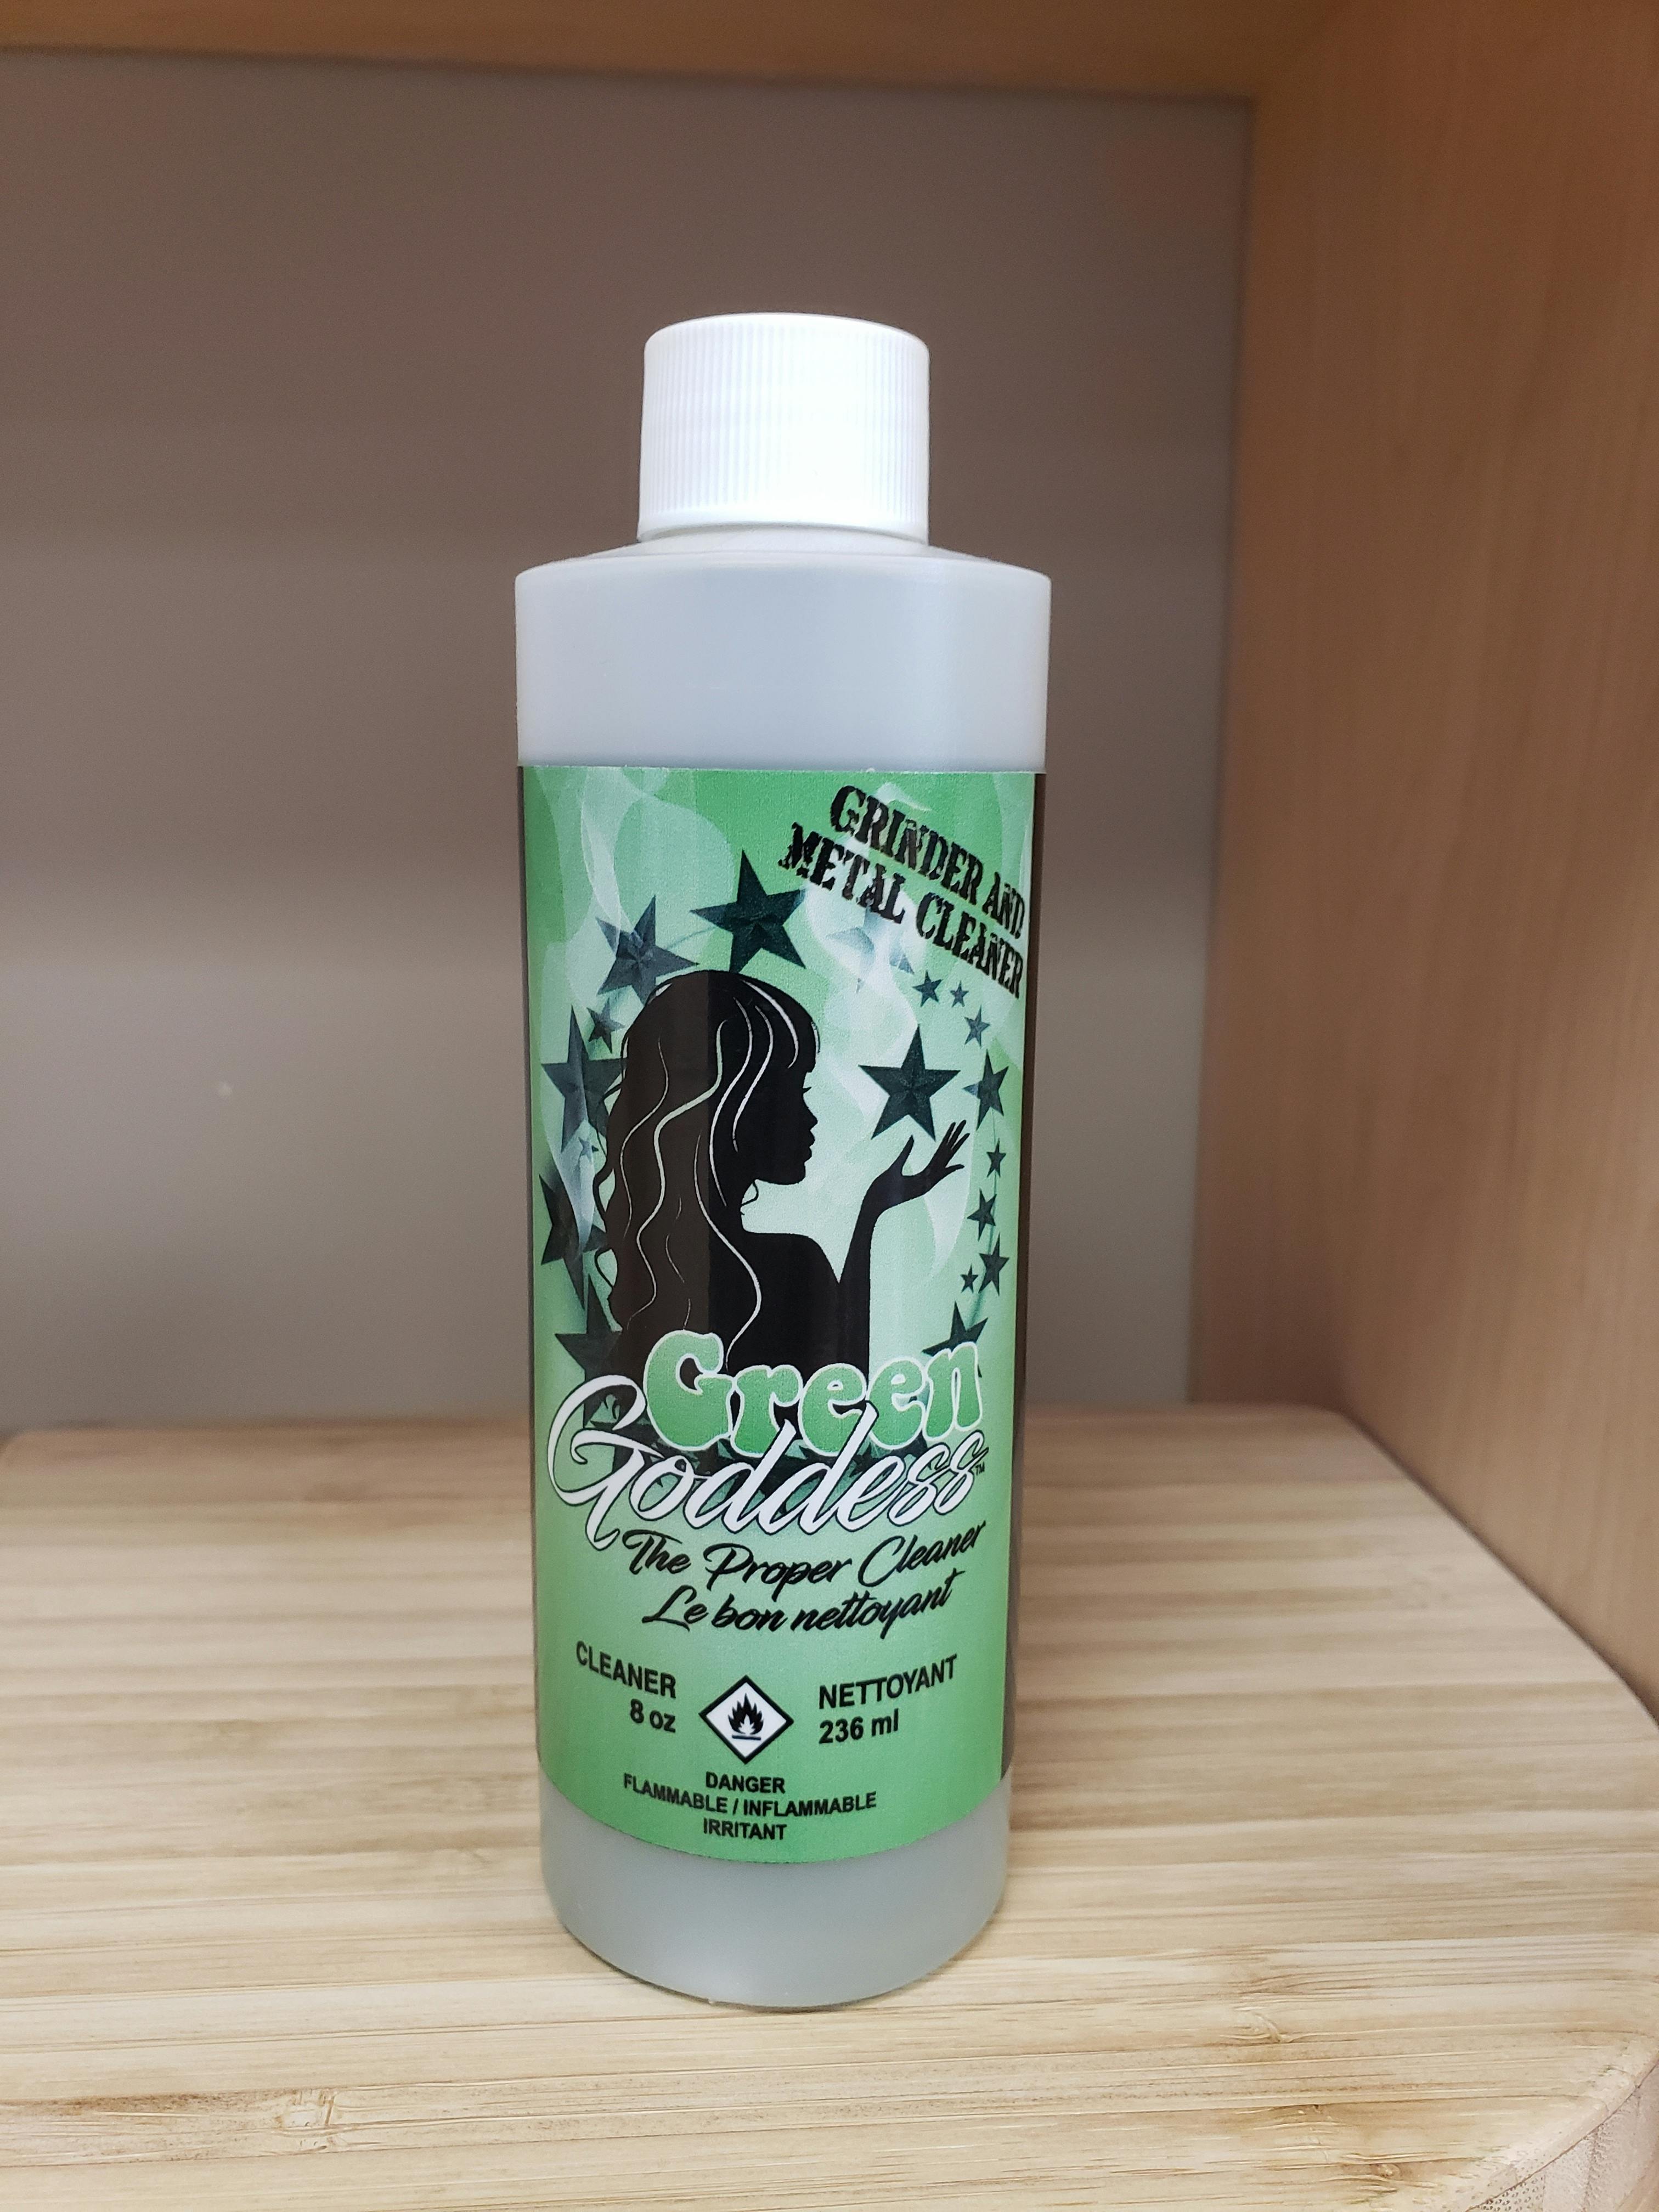 GRINDER AND
METAL CLEANER
Green
Goddess™
The Proper Cleaner
Le bon nettoyant
CLEANER
8 oz
NETTOYANT
236 ml
DANGER
FLAMMABLE / INFLAMMABLE
IRRITANT